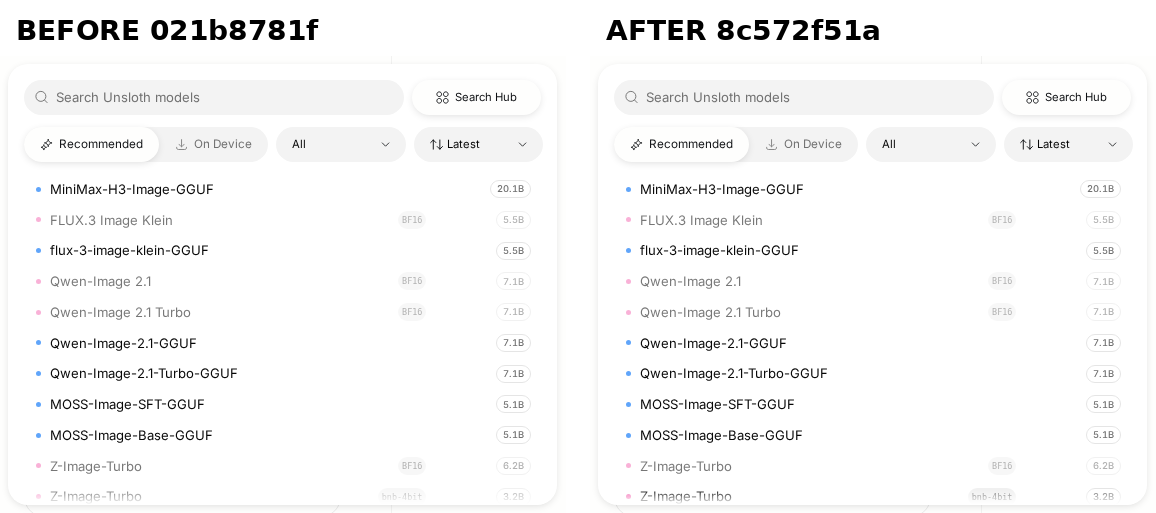 BEFORE 021b8781f
Search Unsloth models
Search Hub
Recommended
On Device
All
Latest
MiniMax-H3-Image-GGUF 20.1B
FLUX.3 Image Klein BF16 5.5B
flux-3-image-klein-GGUF 5.5B
Qwen-Image 2.1 BF16 7.1B
Qwen-Image 2.1 Turbo BF16 7.1B
Qwen-Image-2.1-GGUF 7.1B
Qwen-Image-2.1-Turbo-GGUF 7.1B
MOSS-Image-SFT-GGUF 5.1B
MOSS-Image-Base-GGUF 5.1B
Z-Image-Turbo BF16 6.2B
Z-Image-Turbo bnb-4bit 3.2B
AFTER 8c572f51a
Search Unsloth models
Search Hub
Recommended
On Device
All
Latest
MiniMax-H3-Image-GGUF 20.1B
FLUX.3 Image Klein BF16 5.5B
flux-3-image-klein-GGUF 5.5B
Qwen-Image 2.1 BF16 7.1B
Qwen-Image 2.1 Turbo BF16 7.1B
Qwen-Image-2.1-GGUF 7.1B
Qwen-Image-2.1-Turbo-GGUF 7.1B
MOSS-Image-SFT-GGUF 5.1B
MOSS-Image-Base-GGUF 5.1B
Z-Image-Turbo BF16 6.2B
Z-Image-Turbo bnb-4bit 3.2B